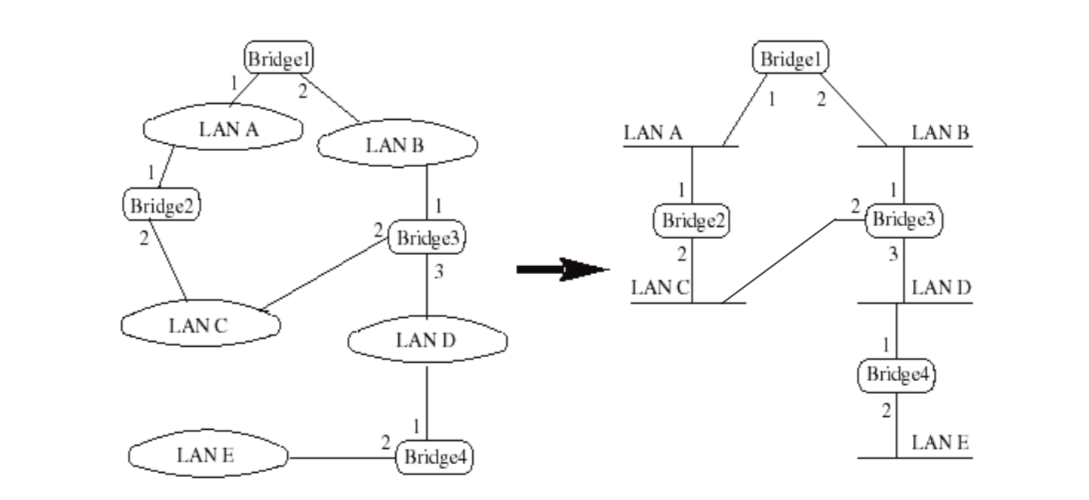 Bridge1
1
2
LAN A
LAN B
1
Bridge2
2
1
2
Bridge3
3
LAN C
LAN D
1
2
LAN E
Bridge4
Bridge1
1
2
LAN A
LAN B
1
Bridge2
2
1
2
Bridge3
3
LAN C
LAN D
1
Bridge4
2
LAN E